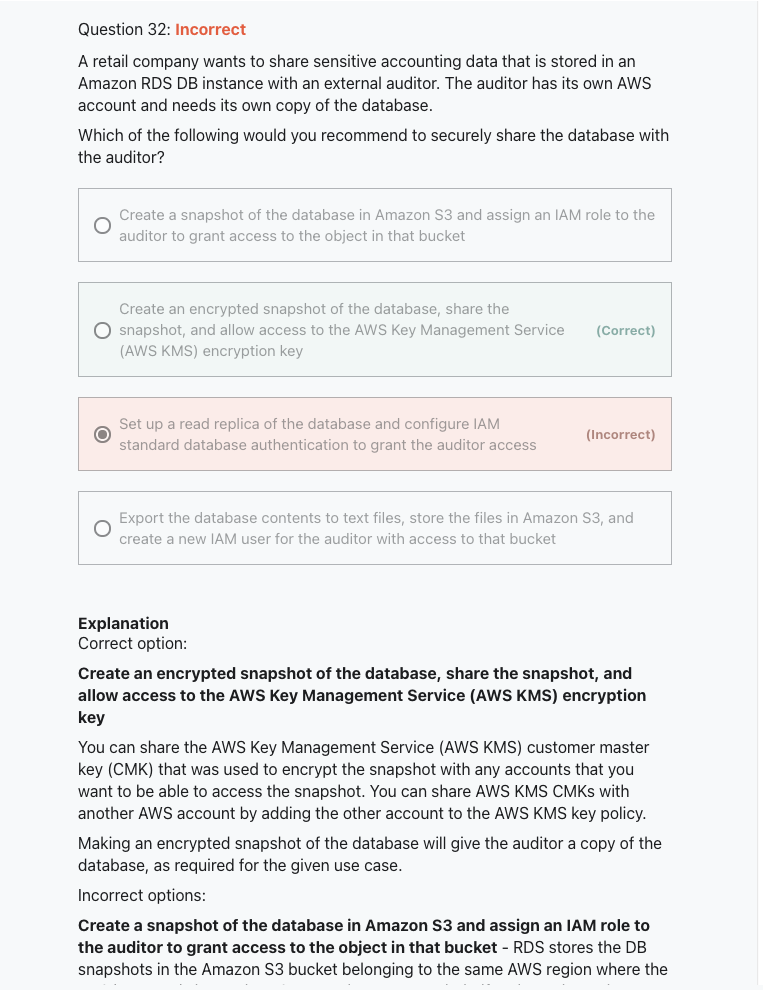 Question 32: Incorrect
A retail company wants to share sensitive accounting data that is stored in an
Amazon RDS DB instance with an external auditor. The auditor has its own AWS
account and needs its own copy of the database.
Which of the following would you recommend to securely share the database with
the auditor?
Create a snapshot of the database in Amazon S3 and assign an IAM role to the
auditor to grant access to the object in that bucket
Create an encrypted snapshot of the database, share the
snapshot, and allow access to the AWS Key Management Service
(AWS KMS) encryption key
(Correct)
Set up a read replica of the database and configure IAM
standard database authentication to grant the auditor access
(Incorrect)
Export the database contents to text files, store the files in Amazon S3, and
create a new IAM user for the auditor with access to that bucket
Explanation
Correct option:
Create an encrypted snapshot of the database, share the snapshot, and
allow access to the AWS Key Management Service (AWS KMS) encryption
key
You can share the AWS Key Management Service (AWS KMS) customer master
key (CMK) that was used to encrypt the snapshot with any accounts that you
want to be able to access the snapshot. You can share AWS KMS CMKs with
another AWS account by adding the other account to the AWS KMS key policy.
Making an encrypted snapshot of the database will give the auditor a copy of the
database, as required for the given use case.
Incorrect options:
Create a snapshot of the database in Amazon S3 and assign an IAM role to
the auditor to grant access to the object in that bucket - RDS stores the DB
snapshots in the Amazon S3 bucket belonging to the same AWS region where the